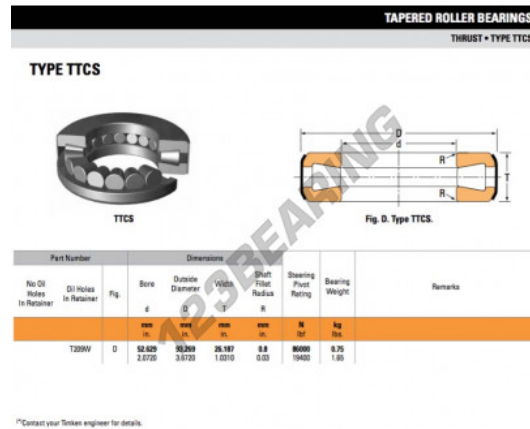 TAPERED ROLLER BEARINGS
THRUST • TYPE TTCS
TYPE TTCS
D
d
R
T
R
TTCS
Fig. D. Type TTCS.
123BEARING
Part Number Dimensions
No Oil Holes In Retainer Oil Holes In Retainer Fig. Bore Outside Diameter Width Shaft Fillet Radius Steering Pivot Rating Bearing Weight Remarks
d D T R
mm mm mm mm N kg
in. in. in. in. lbf lbs.
T209W D 52.629 93.269 26.187 0.8 86000 0.75
2.0720 3.6720 1.0310 0.03 19400 1.65
(*)Contact your Timken engineer for details.